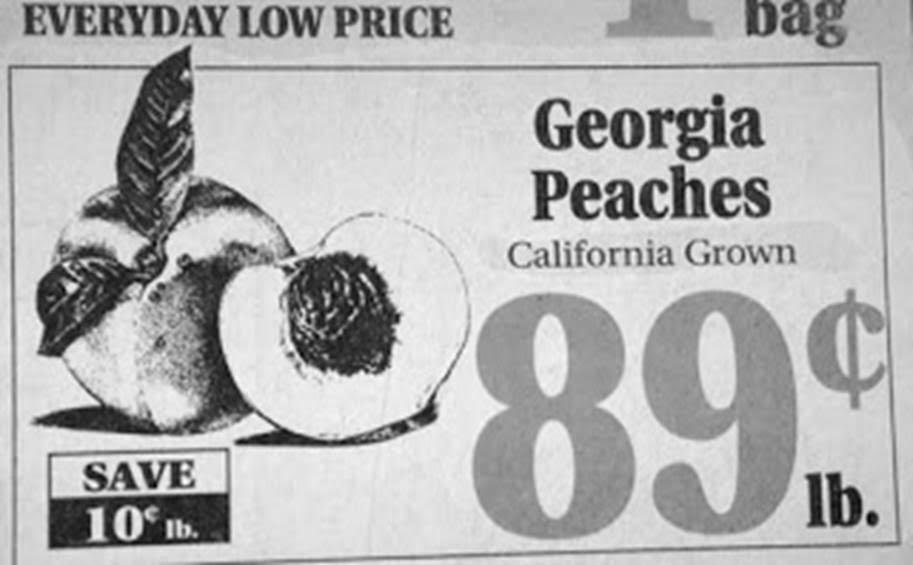 EVERYDAY LOW PRICE
bag
Georgia
Peaches
California Grown
89¢
lb.
SAVE
10¢ lb.